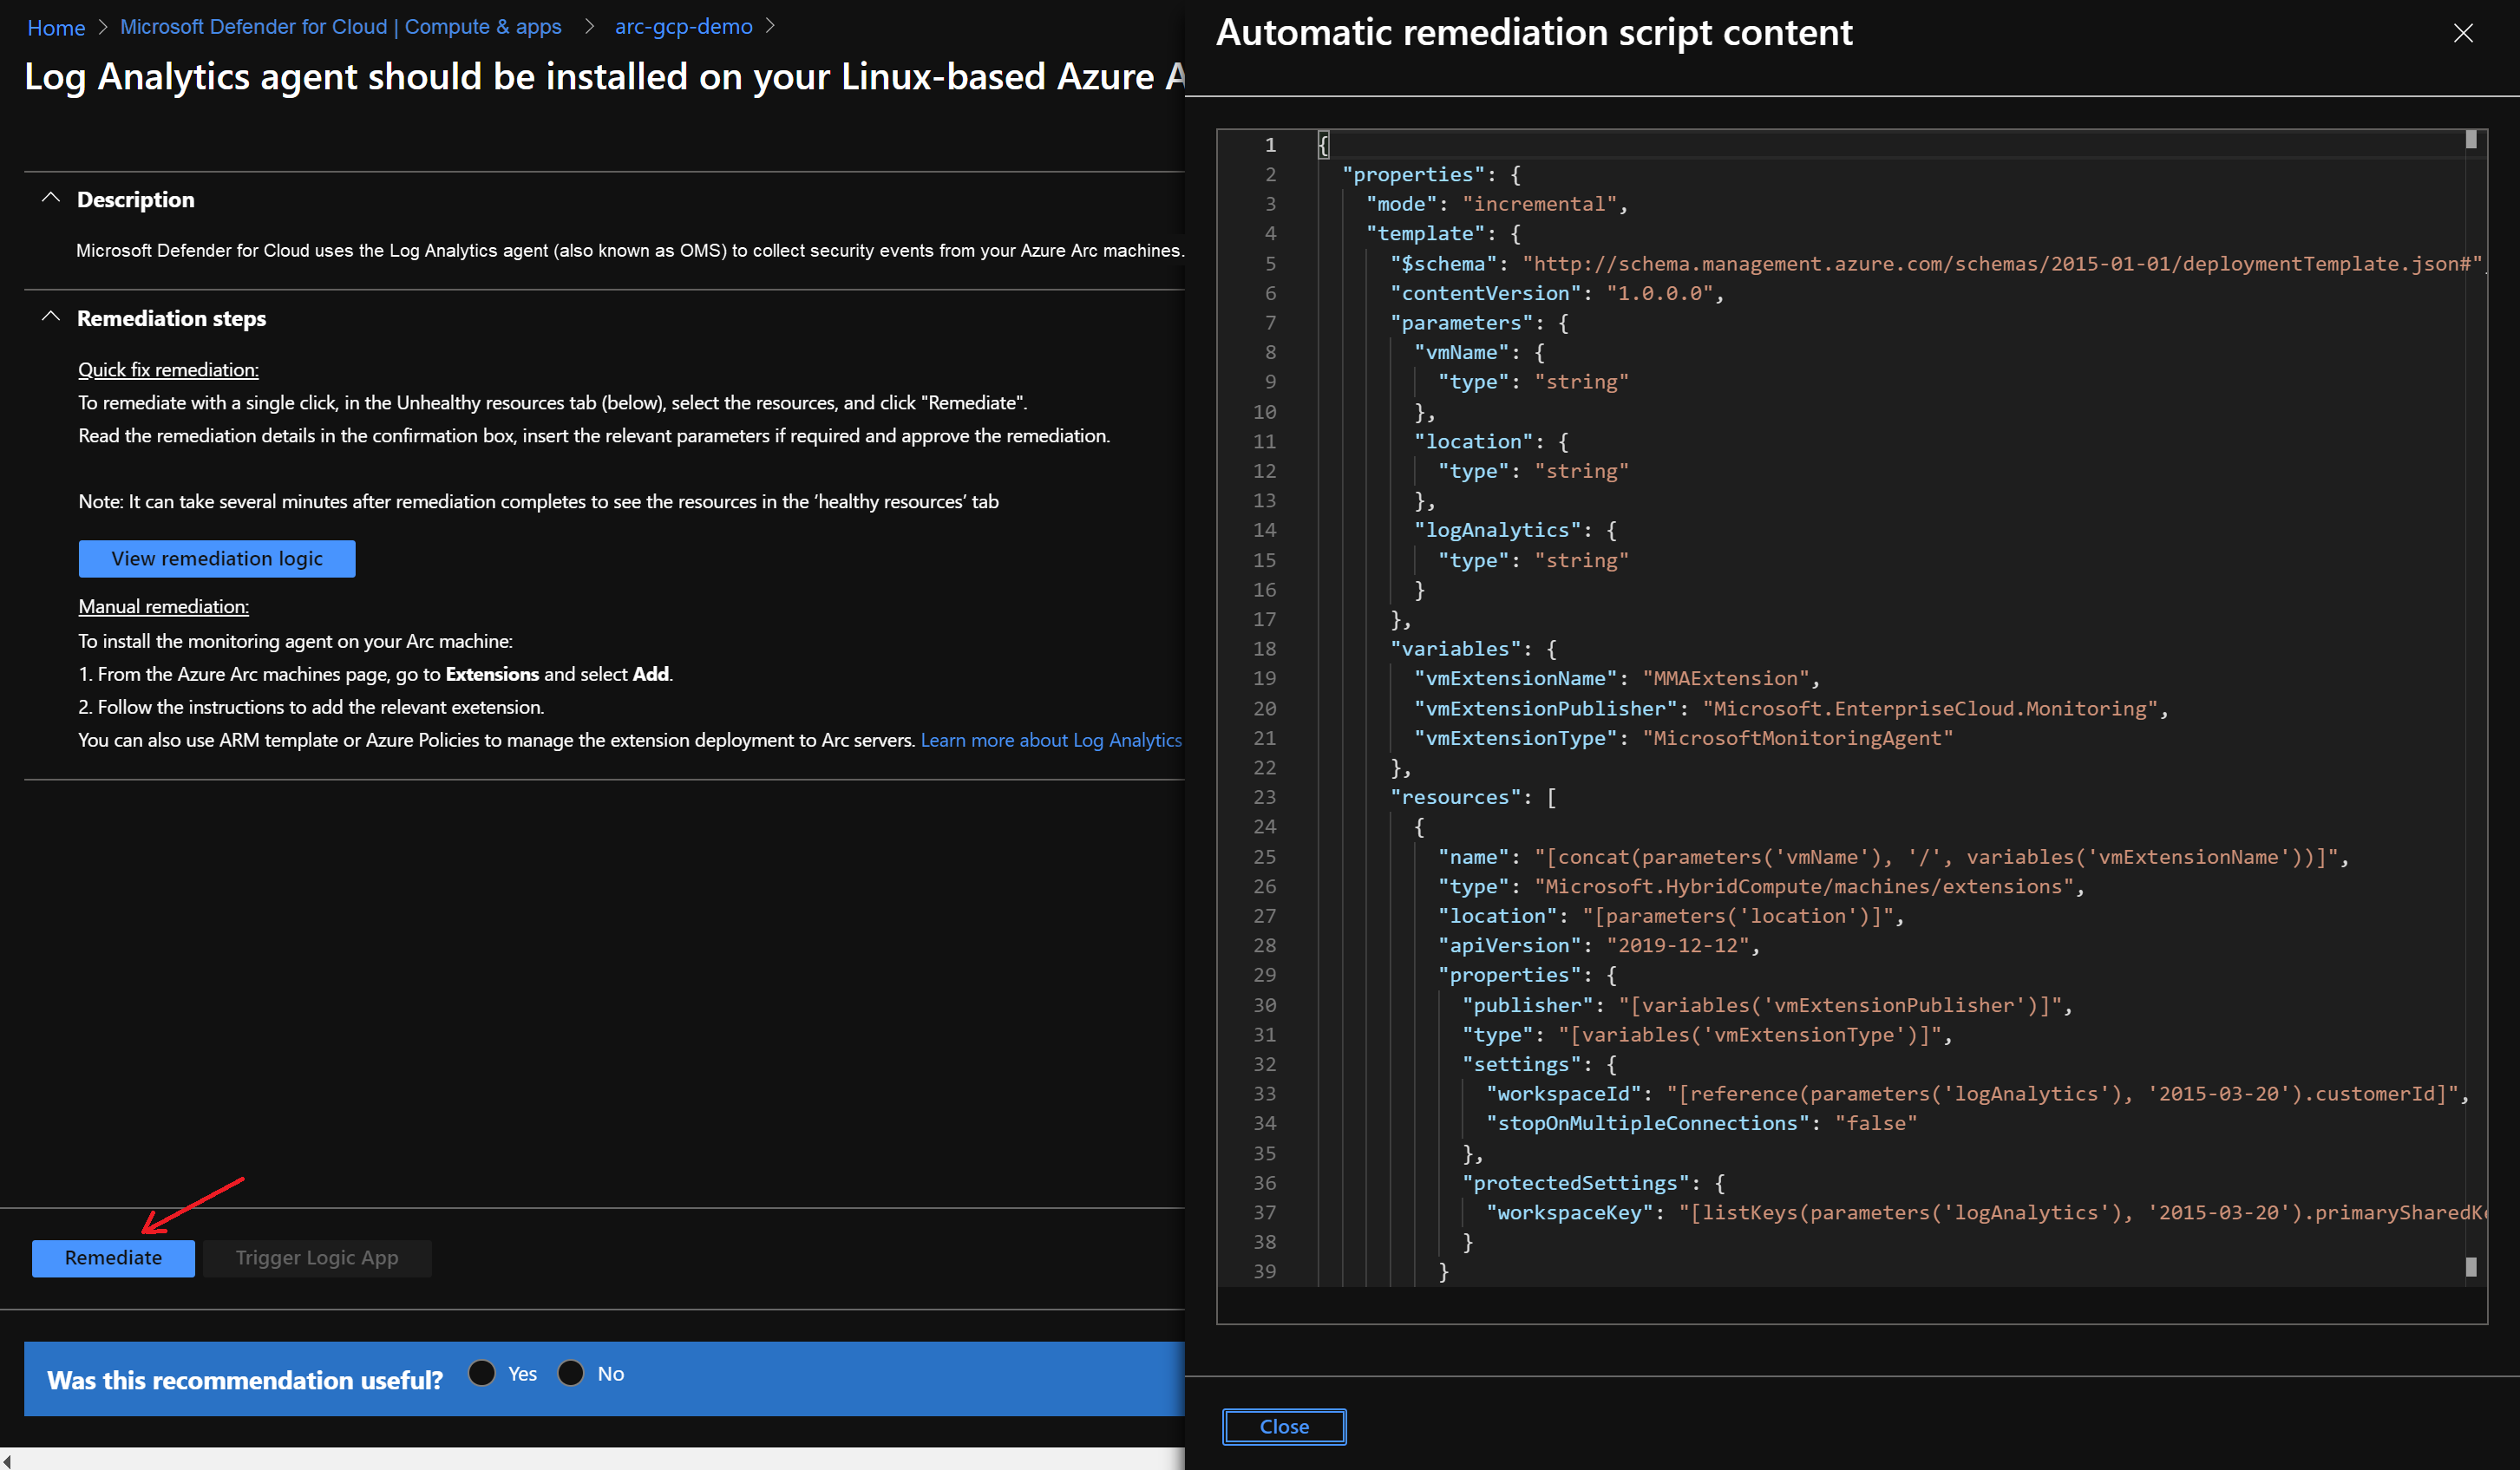 Home > Microsoft Defender for Cloud | Compute & apps > arc-gcp-demo >
Log Analytics agent should be installed on your Linux-based Azure A
Description
Microsoft Defender for Cloud uses the Log Analytics agent (also known as OMS) to collect security events from your Azure Arc machines.
Remediation steps
Quick fix remediation:
To remediate with a single click, in the Unhealthy resources tab (below), select the resources, and click "Remediate".
Read the remediation details in the confirmation box, insert the relevant parameters if required and approve the remediation.
Note: It can take several minutes after remediation completes to see the resources in the ‘healthy resources’ tab
View remediation logic
Manual remediation:
To install the monitoring agent on your Arc machine:
1. From the Azure Arc machines page, go to Extensions and select Add.
2. Follow the instructions to add the relevant exetension.
You can also use ARM template or Azure Policies to manage the extension deployment to Arc servers. Learn more about Log Analytics
Remediate
Trigger Logic App
Was this recommendation useful?
Yes
No
Automatic remediation script content
1 {
2 "properties": {
3 "mode": "incremental",
4 "template": {
5 "$schema": "http://schema.management.azure.com/schemas/2015-01-01/deploymentTemplate.json#",
6 "contentVersion": "1.0.0.0",
7 "parameters": {
8 "vmName": {
9 "type": "string"
10 },
11 "location": {
12 "type": "string"
13 },
14 "logAnalytics": {
15 "type": "string"
16 }
17 },
18 "variables": {
19 "vmExtensionName": "MMAExtension",
20 "vmExtensionPublisher": "Microsoft.EnterpriseCloud.Monitoring",
21 "vmExtensionType": "MicrosoftMonitoringAgent"
22 },
23 "resources": [
24 {
25 "name": "[concat(parameters('vmName'), '/', variables('vmExtensionName'))]",
26 "type": "Microsoft.HybridCompute/machines/extensions",
27 "location": "[parameters('location')]",
28 "apiVersion": "2019-12-12",
29 "properties": {
30 "publisher": "[variables('vmExtensionPublisher')]",
31 "type": "[variables('vmExtensionType')]",
32 "settings": {
33 "workspaceId": "[reference(parameters('logAnalytics'), '2015-03-20').customerId]",
34 "stopOnMultipleConnections": "false"
35 },
36 "protectedSettings": {
37 "workspaceKey": "[listKeys(parameters('logAnalytics'), '2015-03-20').primarySharedKe
38 }
39 }
Close